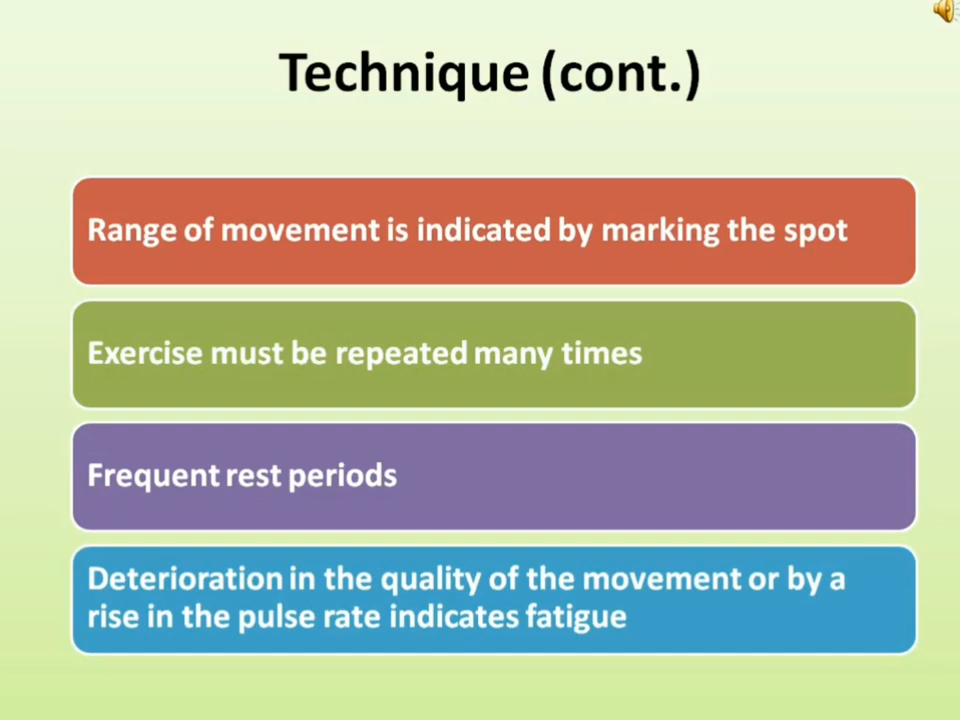 Technique (cont.)
Range of movement is indicated by marking the spot
Exercise must be repeated many times
Frequent rest periods
Deterioration in the quality of the movement or by a
rise in the pulse rate indicates fatigue